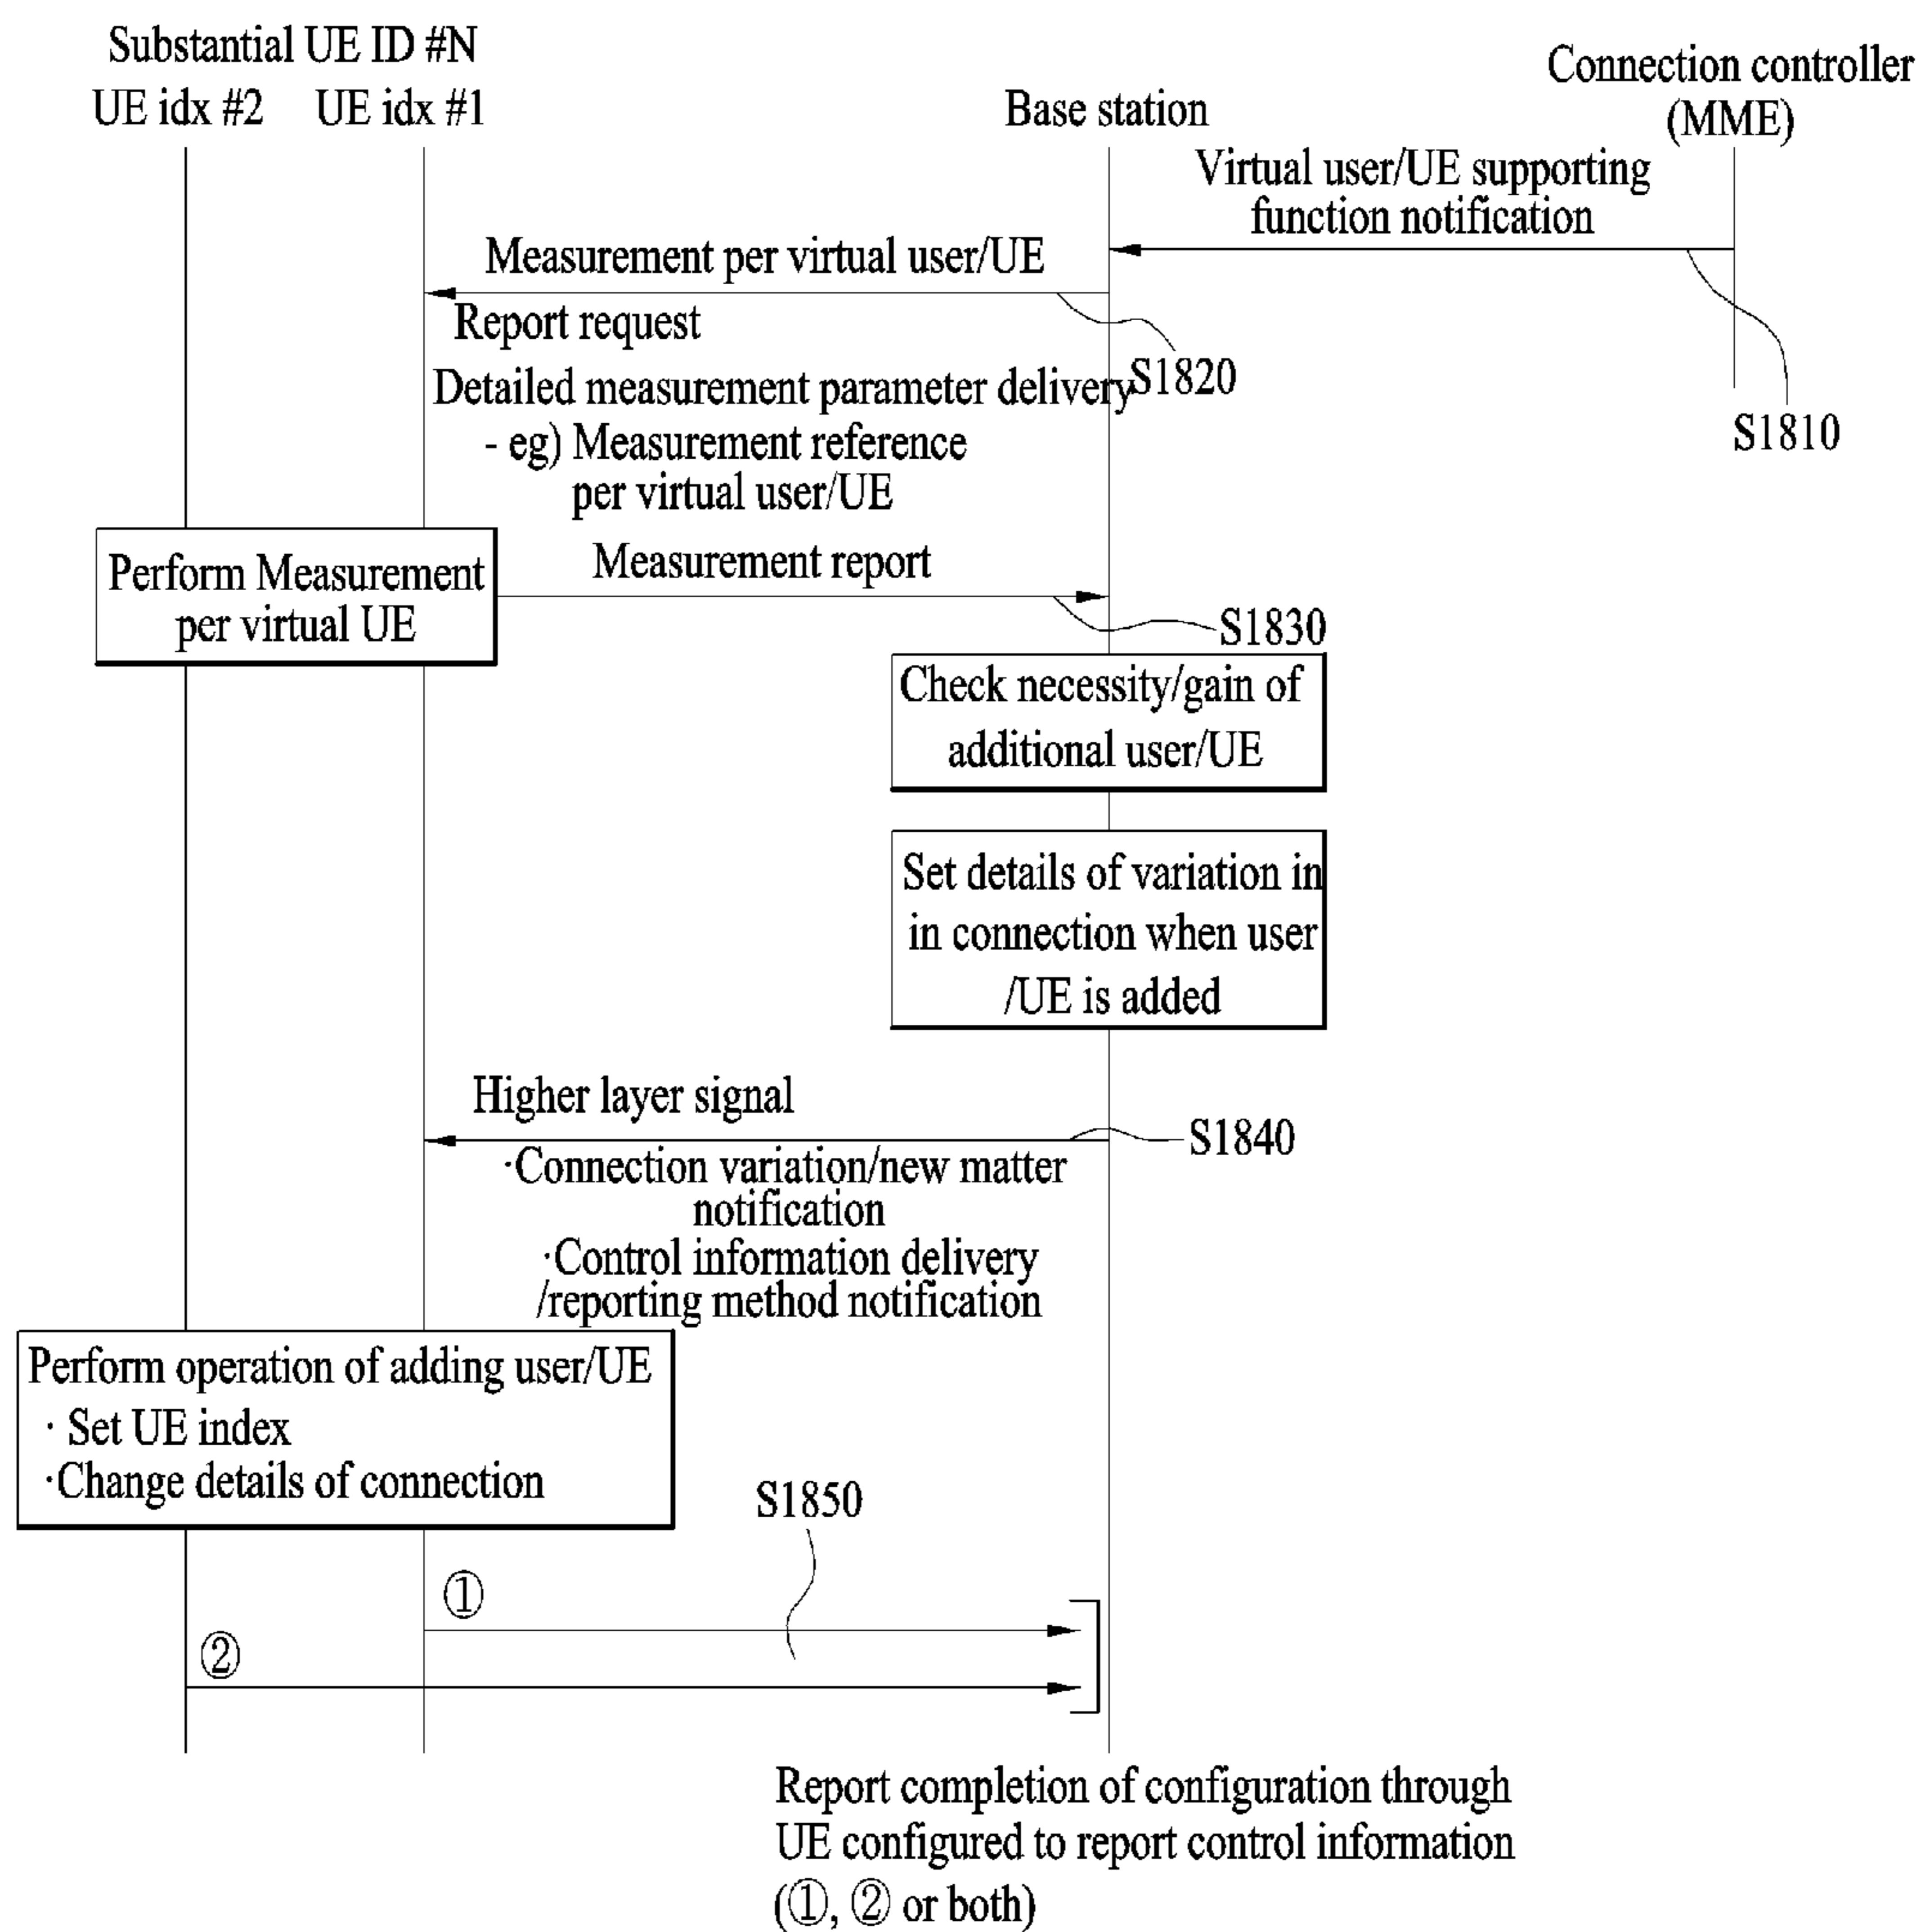 Substantial UE ID #N
UE idx #2
UE idx #1
Base station
Connection controller
(MME)
Virtual user/UE supporting
function notification
S1810
Measurement per virtual user/UE
Report request
S1820
Detailed measurement parameter delivery
- eg) Measurement reference
per virtual user/UE
Perform Measurement
per virtual UE
Measurement report
S1830
Check necessity/gain of
additional user/UE
Set details of variation in
in connection when user
/UE is added
Higher layer signal
S1840
·Connection variation/new matter
notification
·Control information delivery
/reporting method notification
Perform operation of adding user/UE
· Set UE index
·Change details of connection
S1850
①
②
Report completion of configuration through
UE configured to report control information
(①, ② or both)